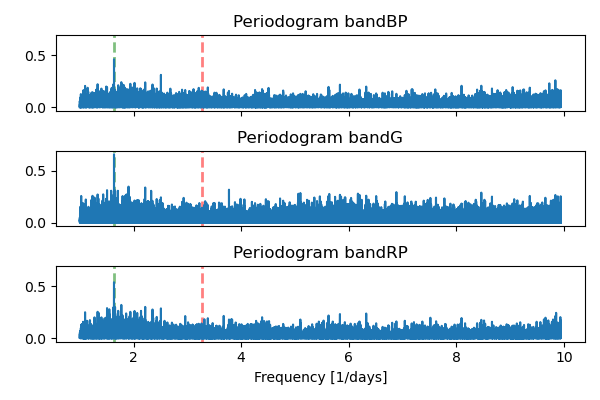 Periodogram bandBP
0.5
0.0
Periodogram bandG
0.5
0.0
Periodogram bandRP
0.5
0.0
2 4 6 8 10
Frequency [1/days]